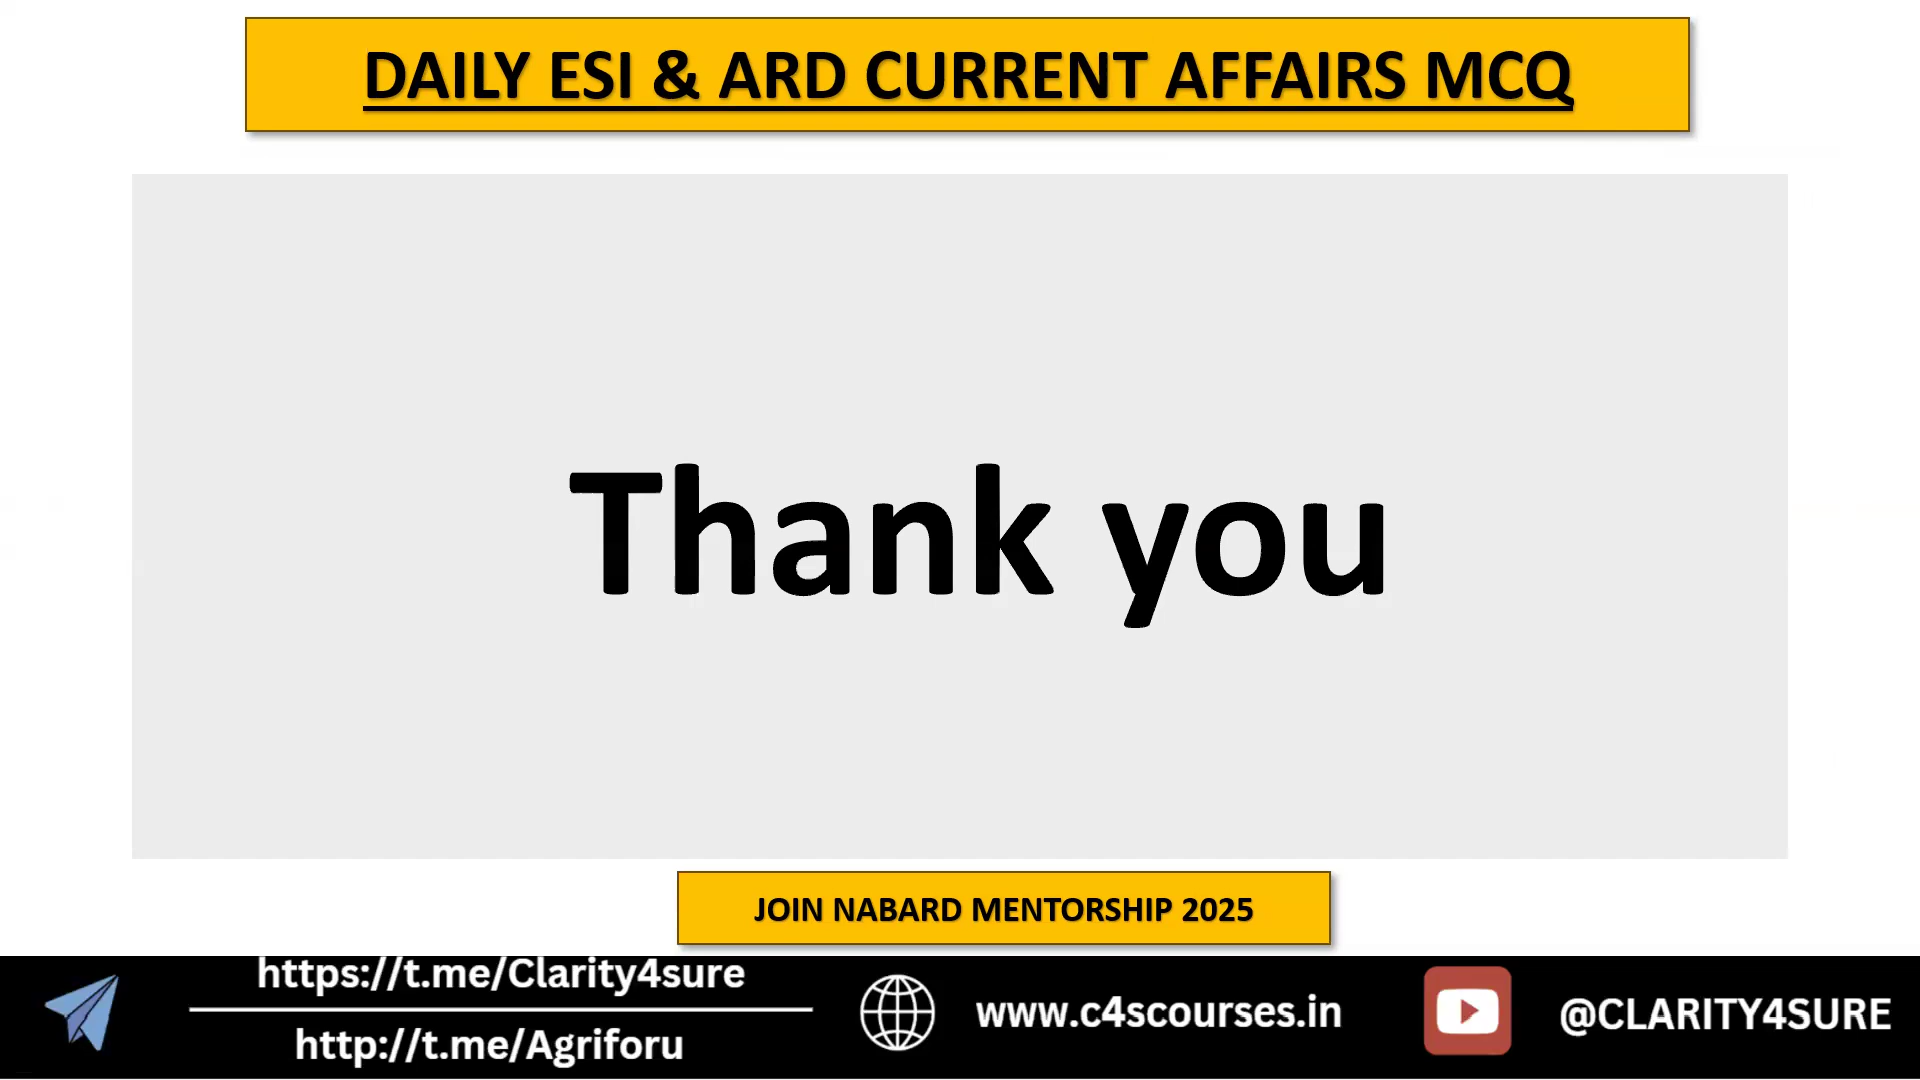 DAILY ESI & ARD CURRENT AFFAIRS MCQ
Thank you
JOIN NABARD MENTORSHIP 2025
https://t.me/Clarity4sure
http://t.me/Agriforu
www.c4scourses.in
@CLARITY4SURE